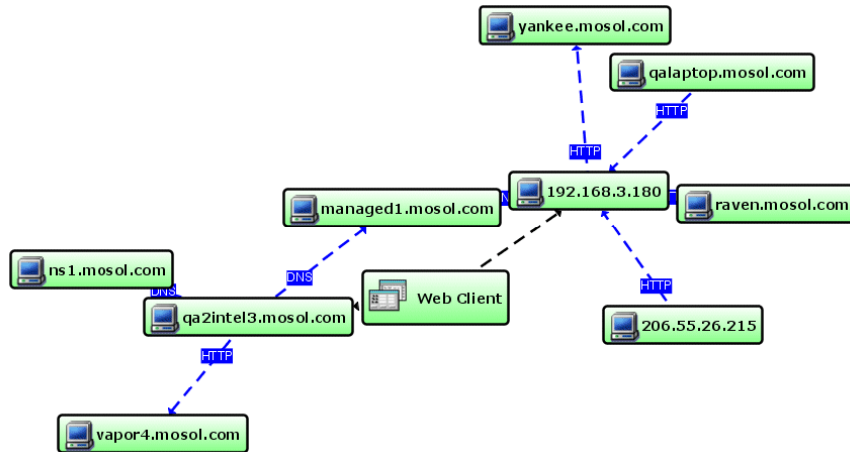 yankee.mosol.com
qalaptop.mosol.com
HTTP
HTTP
192.168.3.180
managed1.mosol.com
raven.mosol.com
DNS
ns1.mosol.com
DNS
Web Client
qa2intel3.mosol.com
HTTP
206.55.26.215
HTTP
vapor4.mosol.com